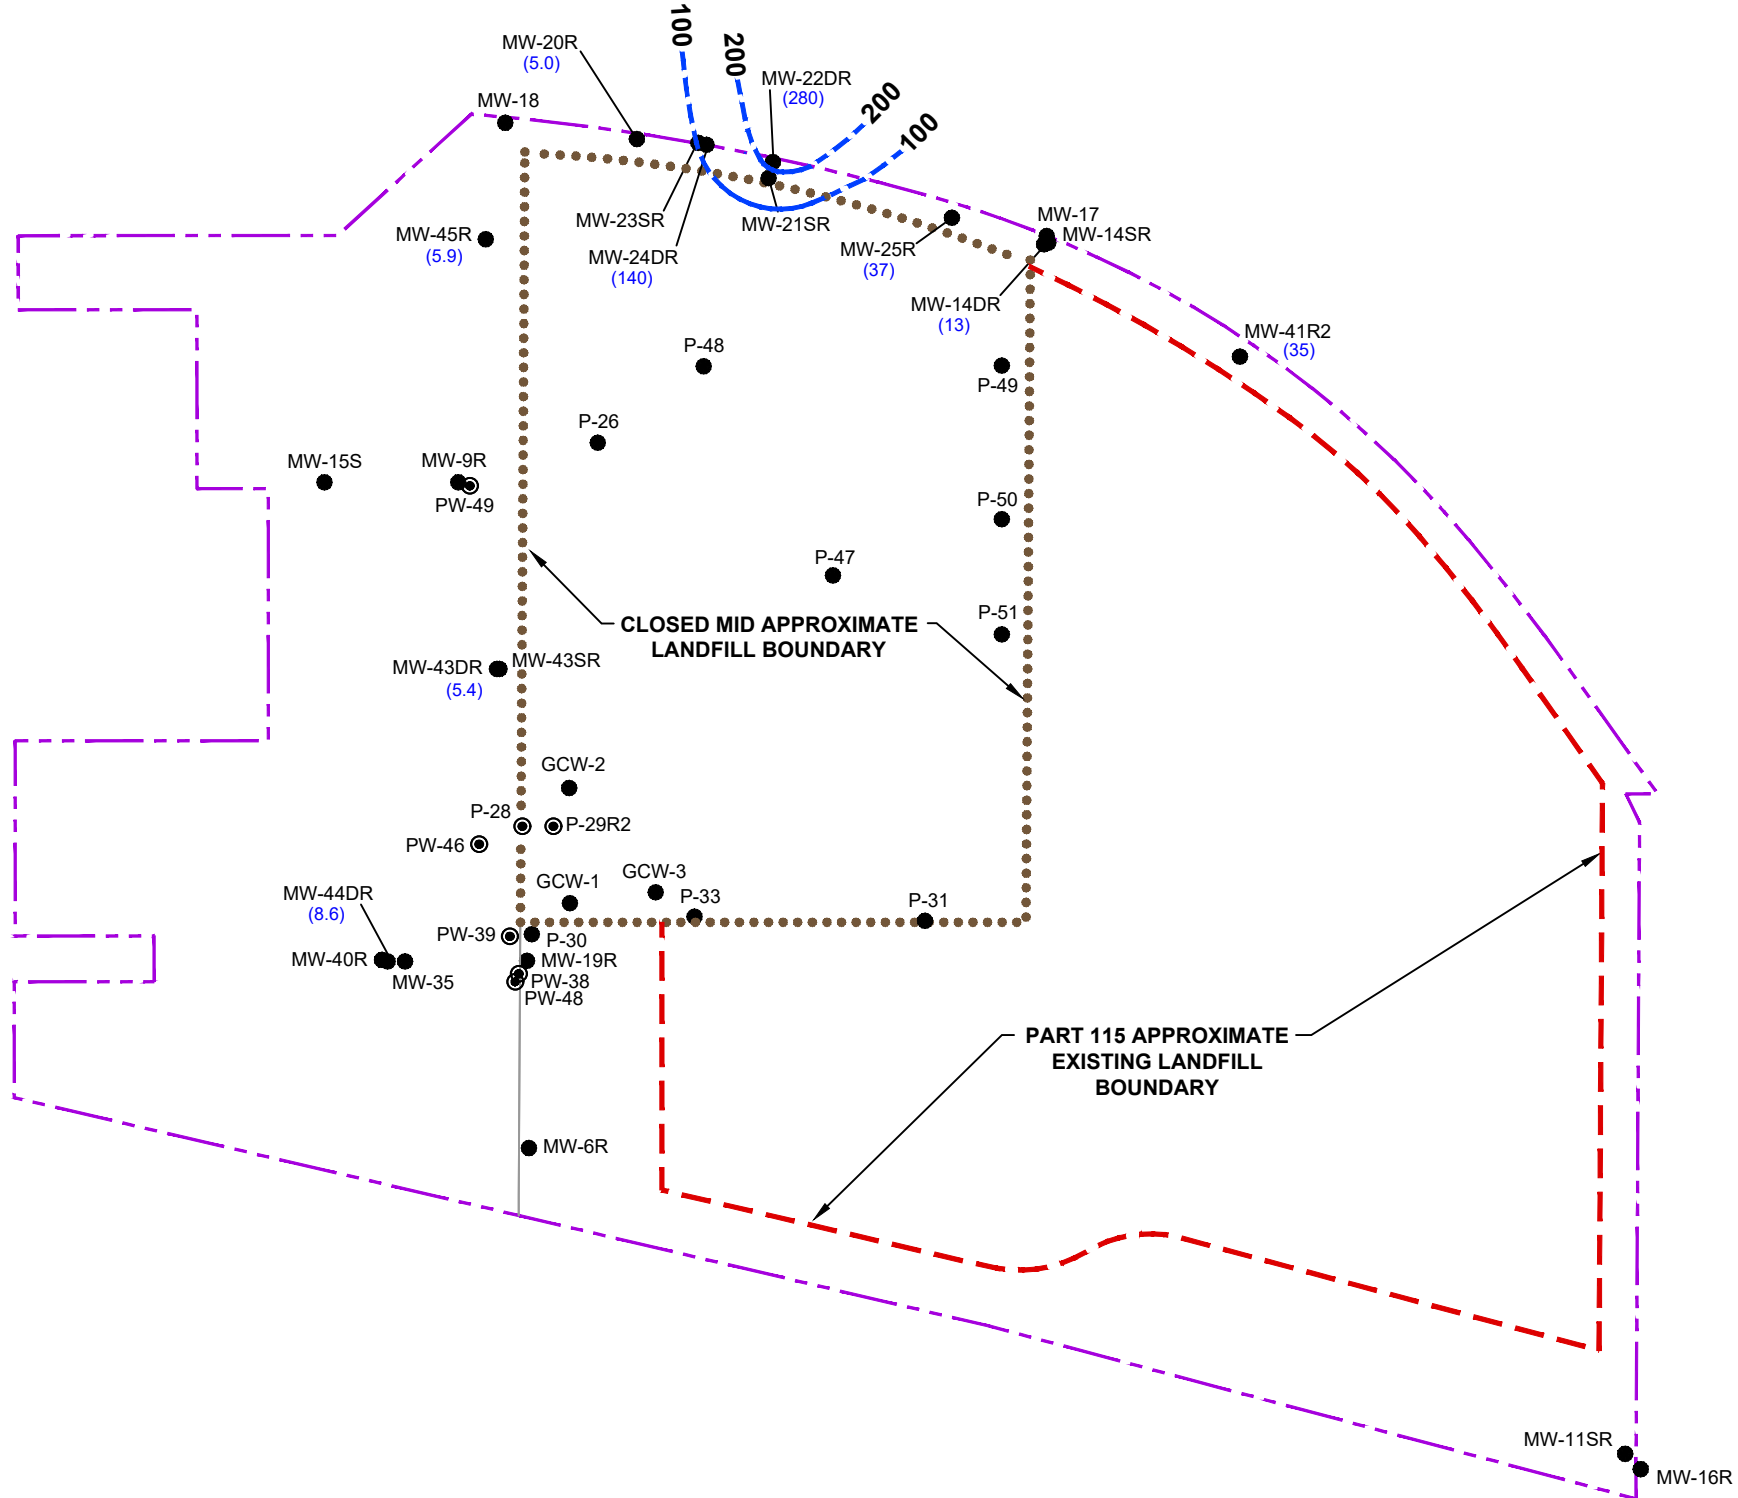 100
200
MW-20R
(5.0)
MW-22DR
(280)
200
100
MW-18
MW-23SR
MW-21SR
MW-24DR
(140)
MW-25R
(37)
MW-17
MW-14SR
MW-14DR
(13)
MW-45R
(5.9)
MW-41R2
(35)
P-48
P-49
P-26
MW-15S
MW-9R
PW-49
P-50
P-47
P-51
CLOSED MID APPROXIMATE
LANDFILL BOUNDARY
MW-43DR
(5.4)
MW-43SR
GCW-2
P-28
P-29R2
PW-46
GCW-1
GCW-3
P-33
P-31
MW-44DR
(8.6)
PW-39
P-30
MW-40R
MW-35
MW-19R
PW-38
PW-48
PART 115 APPROXIMATE
EXISTING LANDFILL
BOUNDARY
MW-6R
MW-11SR
MW-16R